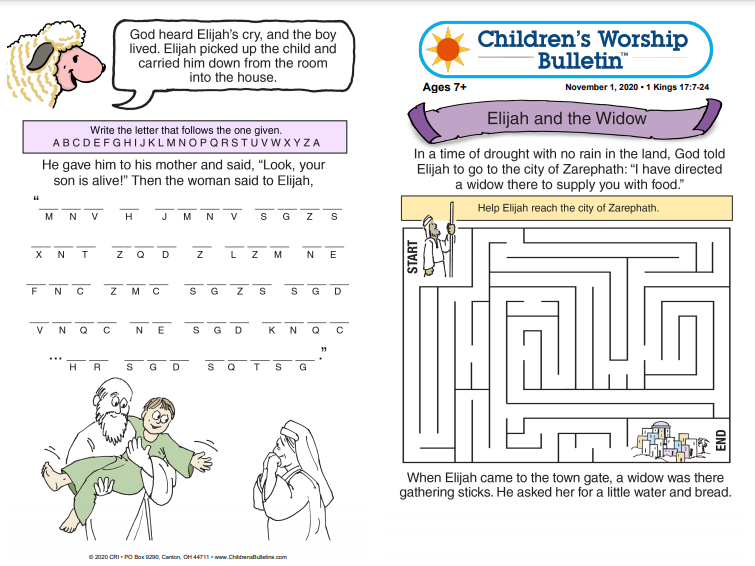 God heard Elijah's cry, and the boy
lived. Elijah picked up the child and
carried him down from the room
into the house.
Write the letter that follows the one given.
A B C D E F G H I J K L M N O P Q R S T U V W X Y Z A
He gave him to his mother and said, “Look, your
son is alive!” Then the woman said to Elijah,
“
M N V H J M N V S G Z S
X N T Z Q D Z L Z M N E
F N C Z M C S G Z S S G D
V N Q C N E S G D K N Q C
... .”
H R S G D S Q T S G
© 2020 CRI • PO Box 9290, Canton, OH 44711 • www.ChildrensBulletins.com
Children's Worship
Bulletin™
Ages 7+
November 1, 2020 • 1 Kings 17:7-24
Elijah and the Widow
In a time of drought with no rain in the land, God told
Elijah to go to the city of Zarephath: “I have directed
a widow there to supply you with food.”
Help Elijah reach the city of Zarephath.
START
END
When Elijah came to the town gate, a widow was there
gathering sticks. He asked her for a little water and bread.